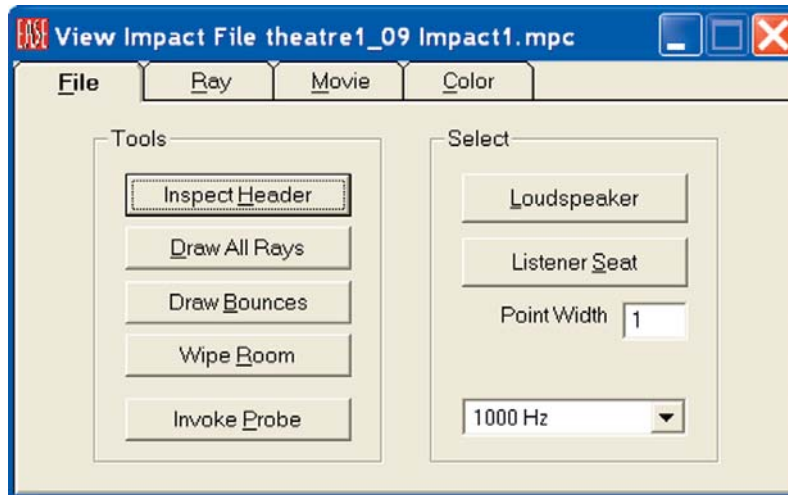 EASE View Impact File theatre1_09 Impact1.mpc
File Ray Movie Color
Tools
Inspect Header
Draw All Rays
Draw Bounces
Wipe Room
Invoke Probe
Select
Loudspeaker
Listener Seat
Point Width 1
1000 Hz